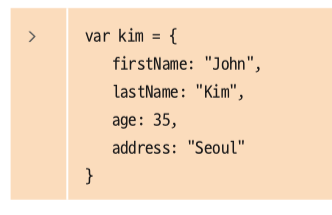 > var kim = {
firstName: "John",
lastName: "Kim",
age: 35,
address: "Seoul"
}